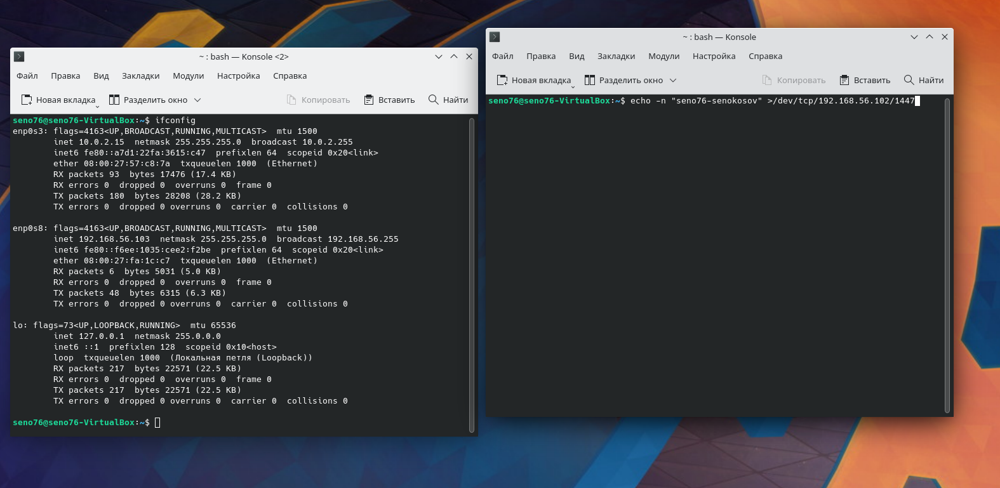 ~ : bash — Konsole <2>
Файл Правка Вид Закладки Модули Настройка Справка
Новая вкладка Разделить окно Копировать Вставить Найти
seno76@seno76-VirtualBox:~$ ifconfig
enp0s3: flags=4163<UP,BROADCAST,RUNNING,MULTICAST>  mtu 1500
        inet 10.0.2.15  netmask 255.255.255.0  broadcast 10.0.2.255
        inet6 fe80::a7d1:22fa:3615:c47  prefixlen 64  scopeid 0x20<link>
        ether 08:00:27:57:c8:7a  txqueuelen 1000  (Ethernet)
        RX packets 93  bytes 17476 (17.4 KB)
        RX errors 0  dropped 0  overruns 0  frame 0
        TX packets 180  bytes 28208 (28.2 KB)
        TX errors 0  dropped 0 overruns 0  carrier 0  collisions 0
enp0s8: flags=4163<UP,BROADCAST,RUNNING,MULTICAST>  mtu 1500
        inet 192.168.56.103  netmask 255.255.255.0  broadcast 192.168.56.255
        inet6 fe80::f6ee:1035:cee2:f2be  prefixlen 64  scopeid 0x20<link>
        ether 08:00:27:fa:1c:c7  txqueuelen 1000  (Ethernet)
        RX packets 6  bytes 5031 (5.0 KB)
        RX errors 0  dropped 0  overruns 0  frame 0
        TX packets 48  bytes 6315 (6.3 KB)
        TX errors 0  dropped 0 overruns 0  carrier 0  collisions 0
lo: flags=73<UP,LOOPBACK,RUNNING>  mtu 65536
        inet 127.0.0.1  netmask 255.0.0.0
        inet6 ::1  prefixlen 128  scopeid 0x10<host>
        loop  txqueuelen 1000  (Локальная петля (Loopback))
        RX packets 217  bytes 22571 (22.5 KB)
        RX errors 0  dropped 0  overruns 0  frame 0
        TX packets 217  bytes 22571 (22.5 KB)
        TX errors 0  dropped 0 overruns 0  carrier 0  collisions 0
seno76@seno76-VirtualBox:~$
~ : bash — Konsole
Файл Правка Вид Закладки Модули Настройка Справка
Новая вкладка Разделить окно Копировать Вставить Найти
seno76@seno76-VirtualBox:~$ echo -n "seno76-senokosov" >/dev/tcp/192.168.56.102/1447